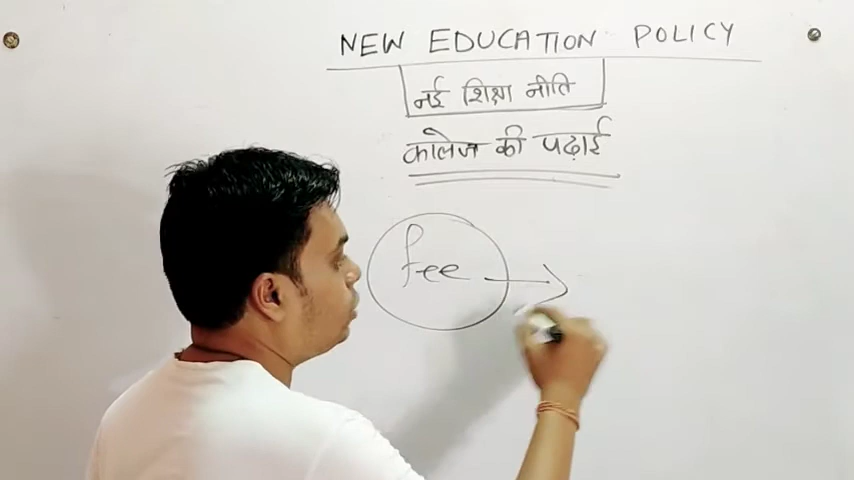 NEW EDUCATION POLICY
नई शिक्षा नीति
कालेज की पढ़ाई
fee